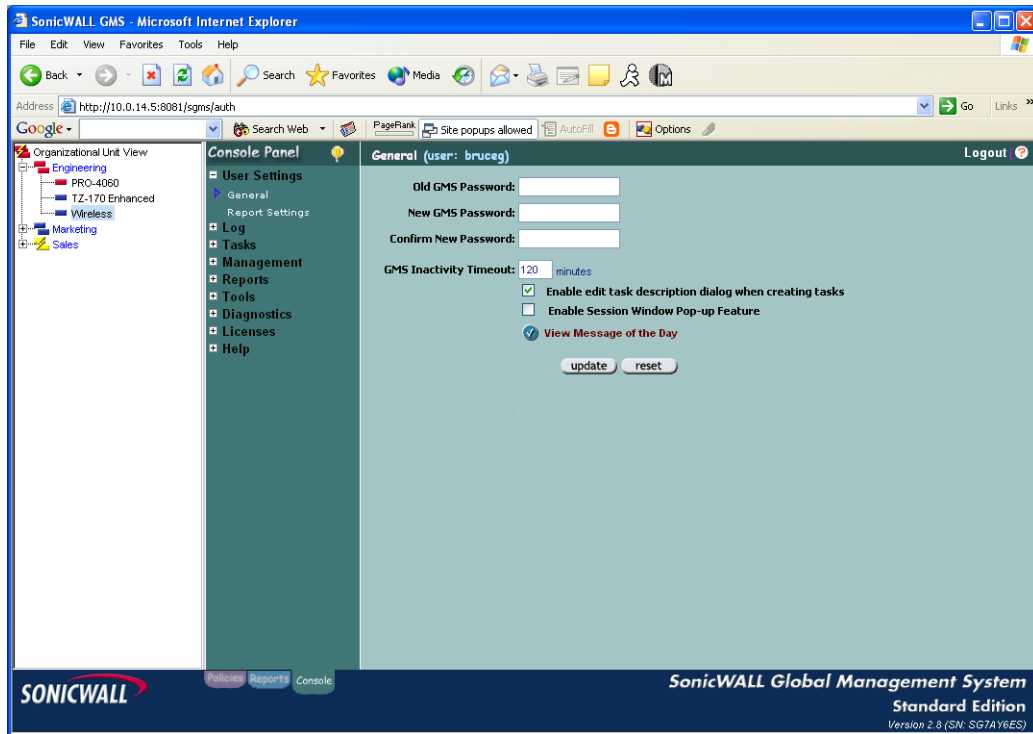 SonicWALL GMS - Microsoft Internet Explorer
File Edit View Favorites Tools Help
Back Search Favorites Media
Address http://10.0.14.5:8081/sgms/auth Go Links »
Google Search Web PageRank Site popups allowed AutoFill Options
Organizational Unit View
Engineering
PRO-4060
TZ-170 Enhanced
Wireless
Marketing
Sales
Console Panel
User Settings
General
Report Settings
Log
Tasks
Management
Reports
Tools
Diagnostics
Licenses
Help
General (user: bruceg) Logout | ?
Old GMS Password:
New GMS Password:
Confirm New Password:
GMS Inactivity Timeout: 120 minutes
Enable edit task description dialog when creating tasks
Enable Session Window Pop-up Feature
View Message of the Day
update reset
Policies Reports Console
SONICWALL
SonicWALL Global Management System
Standard Edition
Version 2.8 (SN: SG7AY6ES)